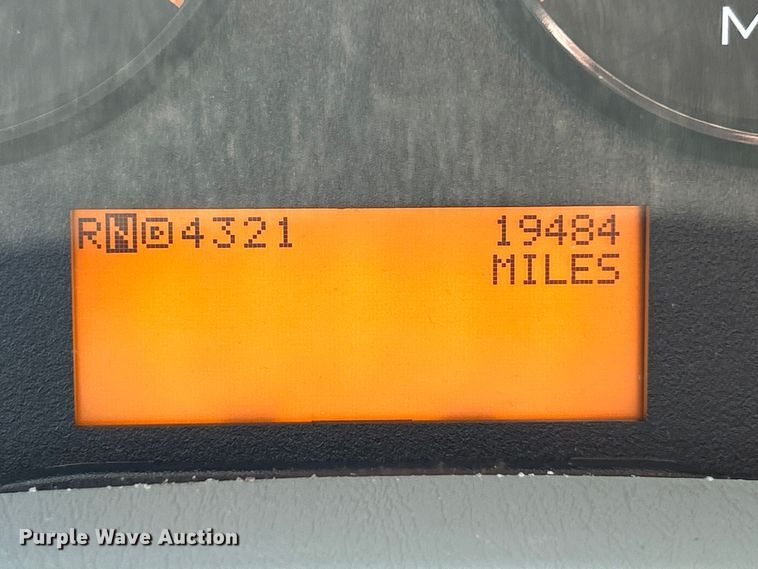 M
RND4321 19484
MILES
Purple Wave Auction